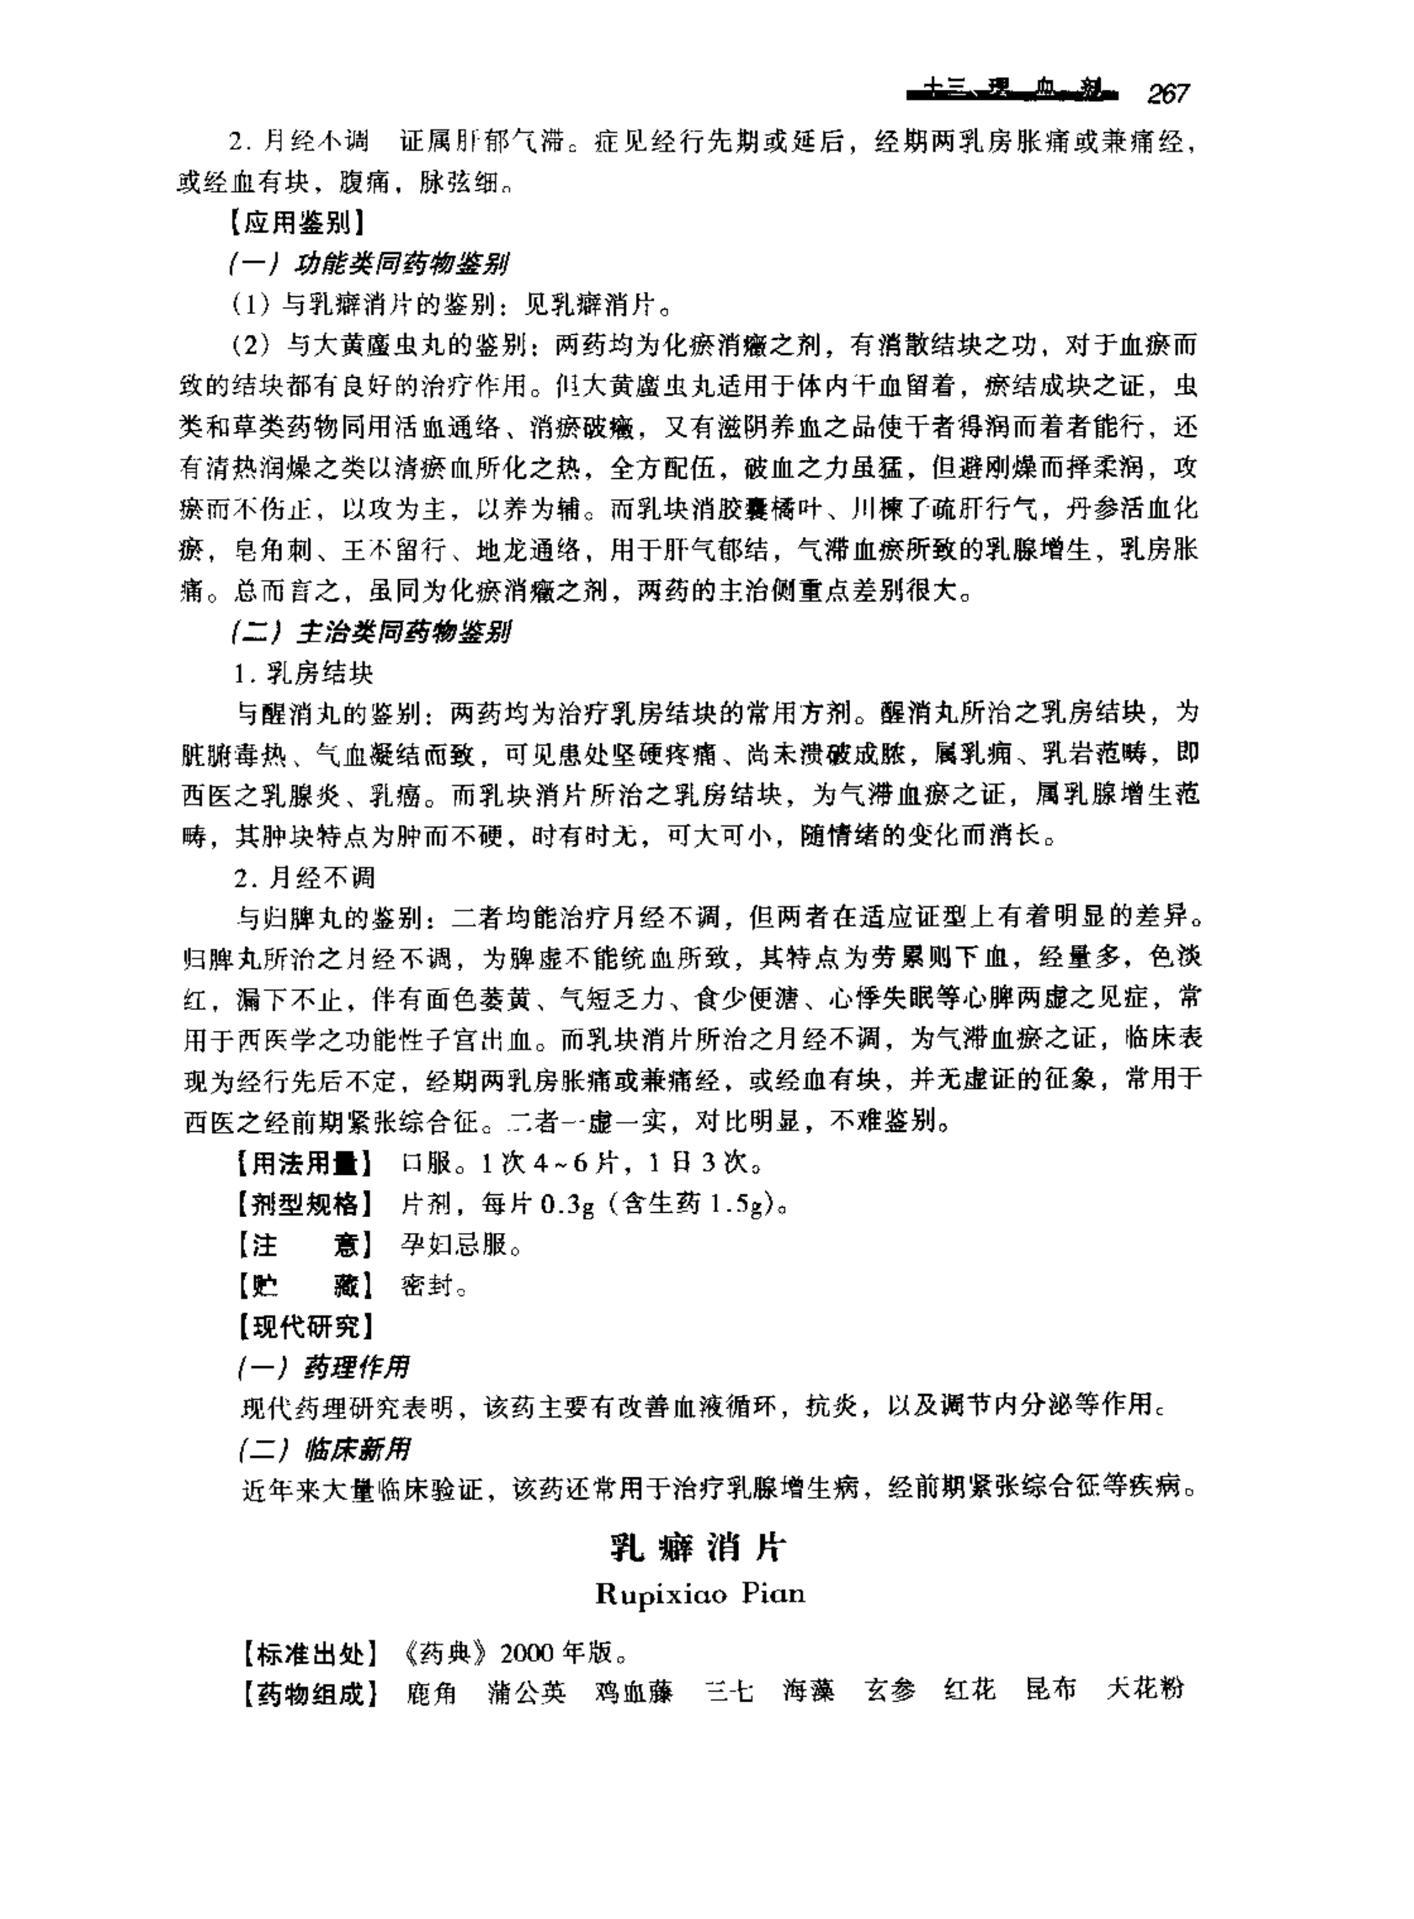 十三、理 血 剂 267
2. 月经不调 证属肝郁气滞。症见经行先期或延后，经期两乳房胀痛或兼痛经，
或经血有块，腹痛，脉弦细。
【应用鉴别】
(一) 功能类同药物鉴别
(1) 与乳癖消片的鉴别：见乳癖消片。
(2) 与大黄䗪虫丸的鉴别：两药均为化瘀消癥之剂，有消散结块之功，对于血瘀而
致的结块都有良好的治疗作用。但大黄䗪虫丸适用于体内干血留着，瘀结成块之证，虫
类和草类药物同用活血通络、消瘀破癥，又有滋阴养血之品使干者得润而着者能行，还
有清热润燥之类以清瘀血所化之热，全方配伍，破血之力虽猛，但避刚燥而择柔润，攻
瘀而不伤正，以攻为主，以养为辅。而乳块消胶囊橘叶、川楝了疏肝行气，丹参活血化
瘀，皂角刺、王不留行、地龙通络，用于肝气郁结，气滞血瘀所致的乳腺增生，乳房胀
痛。总而言之，虽同为化瘀消癥之剂，两药的主治侧重点差别很大。
(二) 主治类同药物鉴别
1. 乳房结块
与醒消丸的鉴别：两药均为治疗乳房结块的常用方剂。醒消丸所治之乳房结块，为
脏腑毒热、气血凝结而致，可见患处坚硬疼痛、尚未溃破成脓，属乳痈、乳岩范畴，即
西医之乳腺炎、乳癌。而乳块消片所治之乳房结块，为气滞血瘀之证，属乳腺增生范
畴，其肿块特点为肿而不硬，时有时无，可大可小，随情绪的变化而消长。
2. 月经不调
与归脾丸的鉴别：二者均能治疗月经不调，但两者在适应证型上有着明显的差异。
归脾丸所治之月经不调，为脾虚不能统血所致，其特点为劳累则下血，经量多，色淡
红，漏下不止，伴有面色萎黄、气短乏力、食少便溏、心悸失眠等心脾两虚之见症，常
用于西医学之功能性子宫出血。而乳块消片所治之月经不调，为气滞血瘀之证，临床表
现为经行先后不定，经期两乳房胀痛或兼痛经，或经血有块，并无虚证的征象，常用于
西医之经前期紧张综合征。二者一虚一实，对比明显，不难鉴别。
【用法用量】 口服。1次4~6片，1日3次。
【剂型规格】 片剂，每片0.3g（含生药1.5g）。
【注 意】 孕妇忌服。
【贮 藏】 密封。
【现代研究】
(一) 药理作用
现代药理研究表明，该药主要有改善血液循环，抗炎，以及调节内分泌等作用。
(二) 临床新用
近年来大量临床验证，该药还常用于治疗乳腺增生病，经前期紧张综合征等疾病。
乳癖消片
Rupixiao Pian
【标准出处】《药典》2000年版。
【药物组成】 鹿角 蒲公英 鸡血藤 三七 海藻 玄参 红花 昆布 天花粉